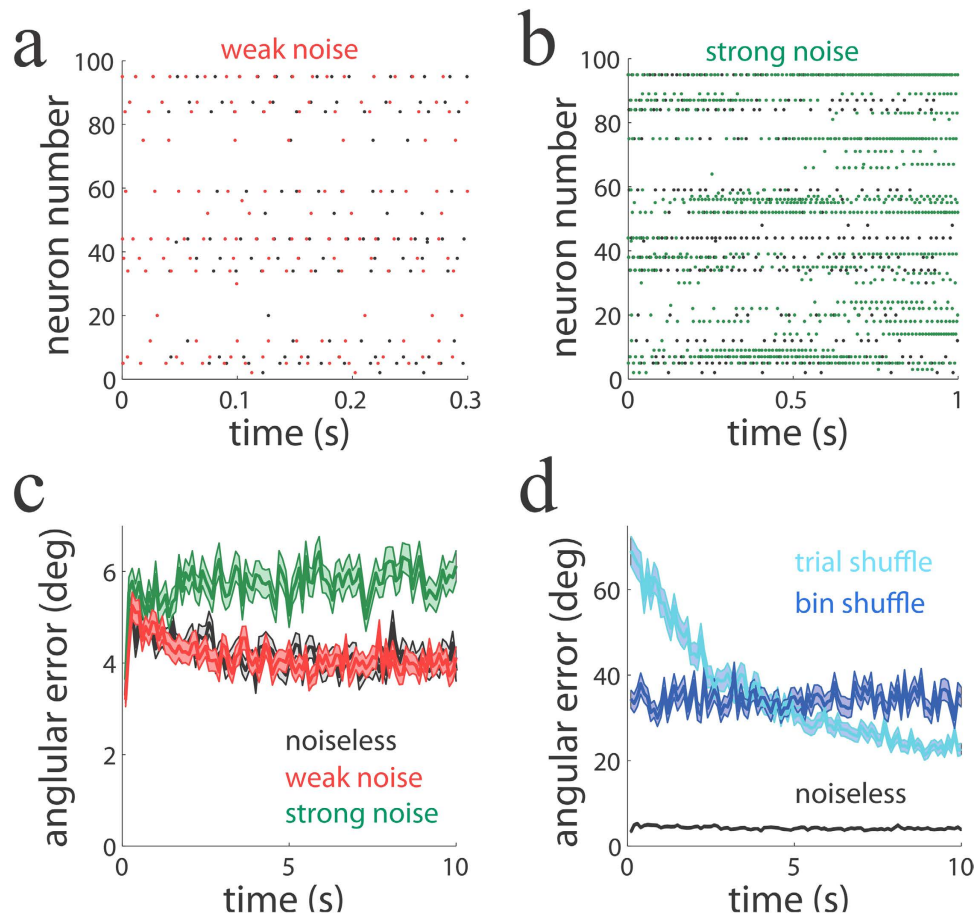 a
weak noise
neuron number
100
80
60
40
20
0
0
0.1
0.2
0.3
time (s)
b
strong noise
neuron number
100
80
60
40
20
0
0
0.5
1
time (s)
c
anglular error (deg)
6
4
2
0
noiseless
weak noise
strong noise
0
5
10
time (s)
d
angular error (deg)
60
40
20
0
trial shuffle
bin shuffle
noiseless
0
5
10
time (s)